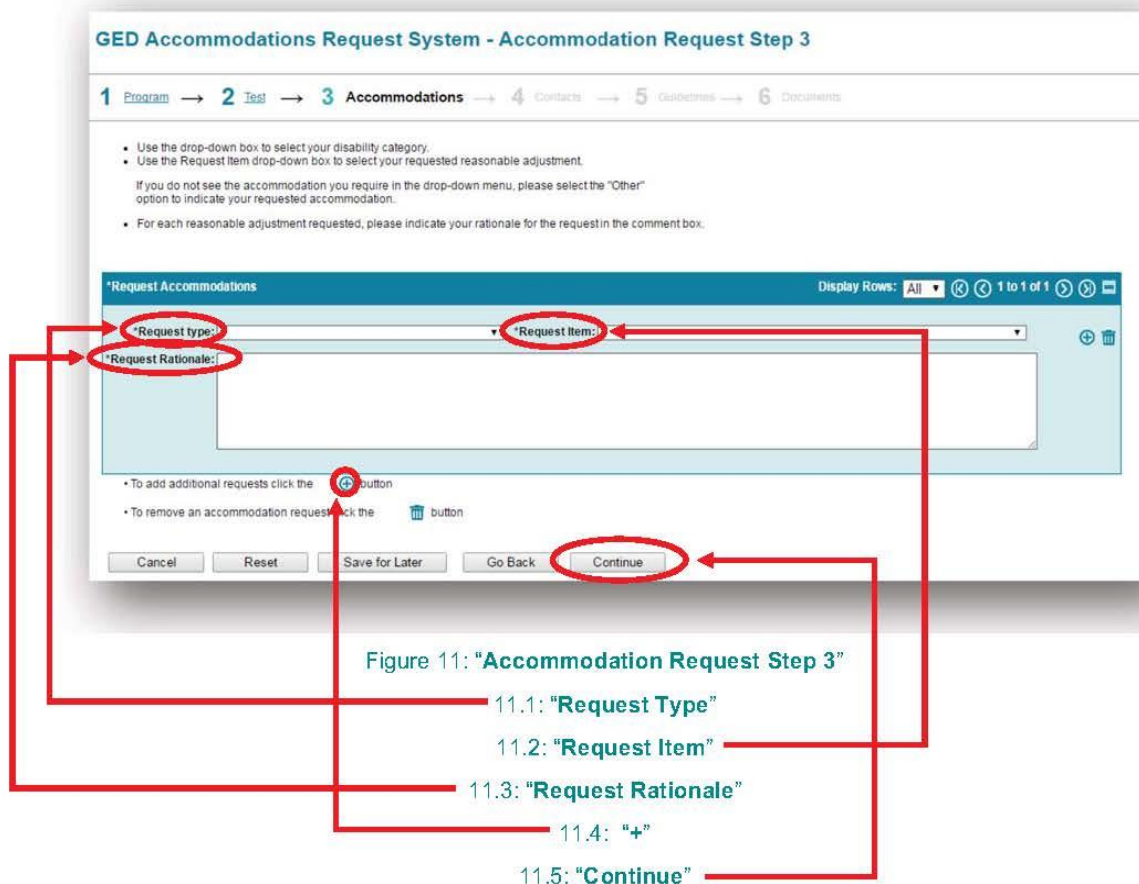 GED Accommodations Request System - Accommodation Request Step 3
1 Program → 2 Test → 3 Accommodations → 4 Contacts → 5 Guidelines → 6 Documents
• Use the drop-down box to select your disability category.
• Use the Request Item drop-down box to select your requested reasonable adjustment.
If you do not see the accommodation you require in the drop-down menu, please select the "Other"
option to indicate your requested accommodation.
• For each reasonable adjustment requested, please indicate your rationale for the request in the comment box.
*Request Accommodations Display Rows: All 1 to 1 of 1
*Request type: *Request Item:
*Request Rationale:
• To add additional requests click the button
• To remove an accommodation request click the button
Cancel Reset Save for Later Go Back Continue
Figure 11: "Accommodation Request Step 3"
11.1: "Request Type"
11.2: "Request Item"
11.3: "Request Rationale"
11.4: "+"
11.5: "Continue"